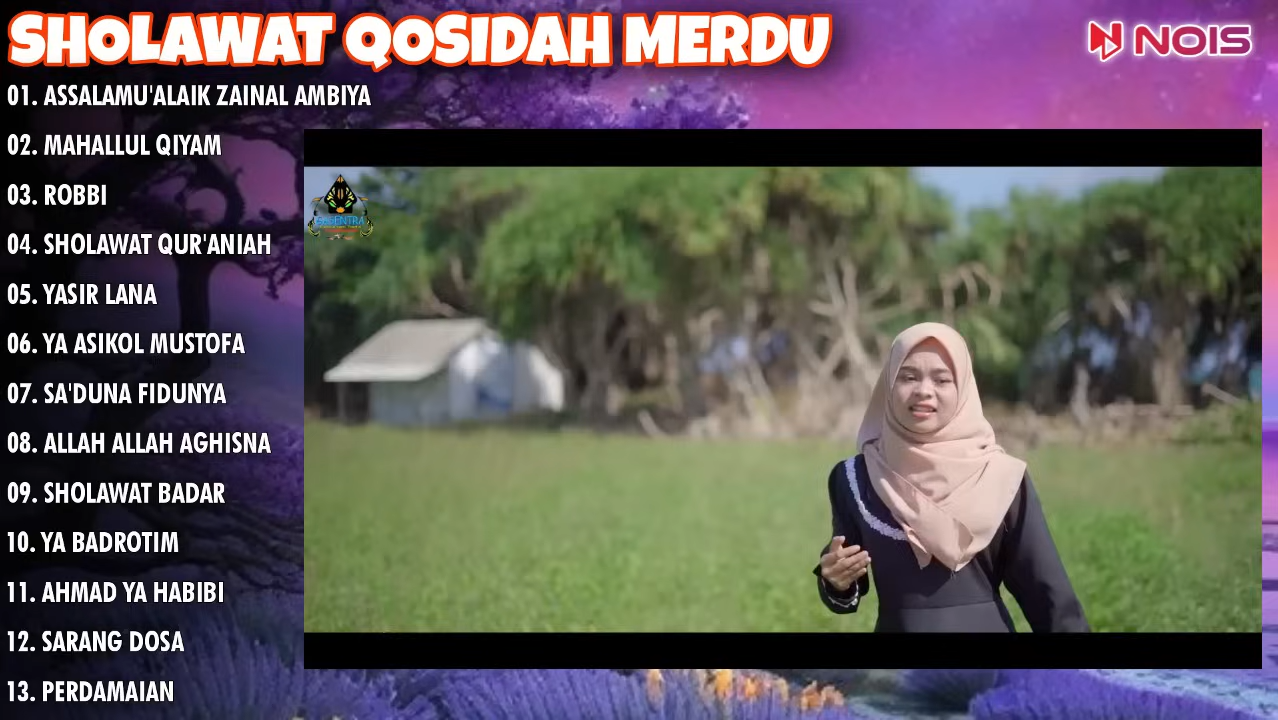 SHOLAWAT QOSIDAH MERDU
NOIS
01. ASSALAMU'ALAIK ZAINAL AMBIYA
02. MAHALLUL QIYAM
03. ROBBI
04. SHOLAWAT QUR'ANIAH
05. YASIR LANA
06. YA ASIKOL MUSTOFA
07. SA'DUNA FIDUNYA
08. ALLAH ALLAH AGHISNA
09. SHOLAWAT BADAR
10. YA BADROTIM
11. AHMAD YA HABIBI
12. SARANG DOSA
13. PERDAMAIAN